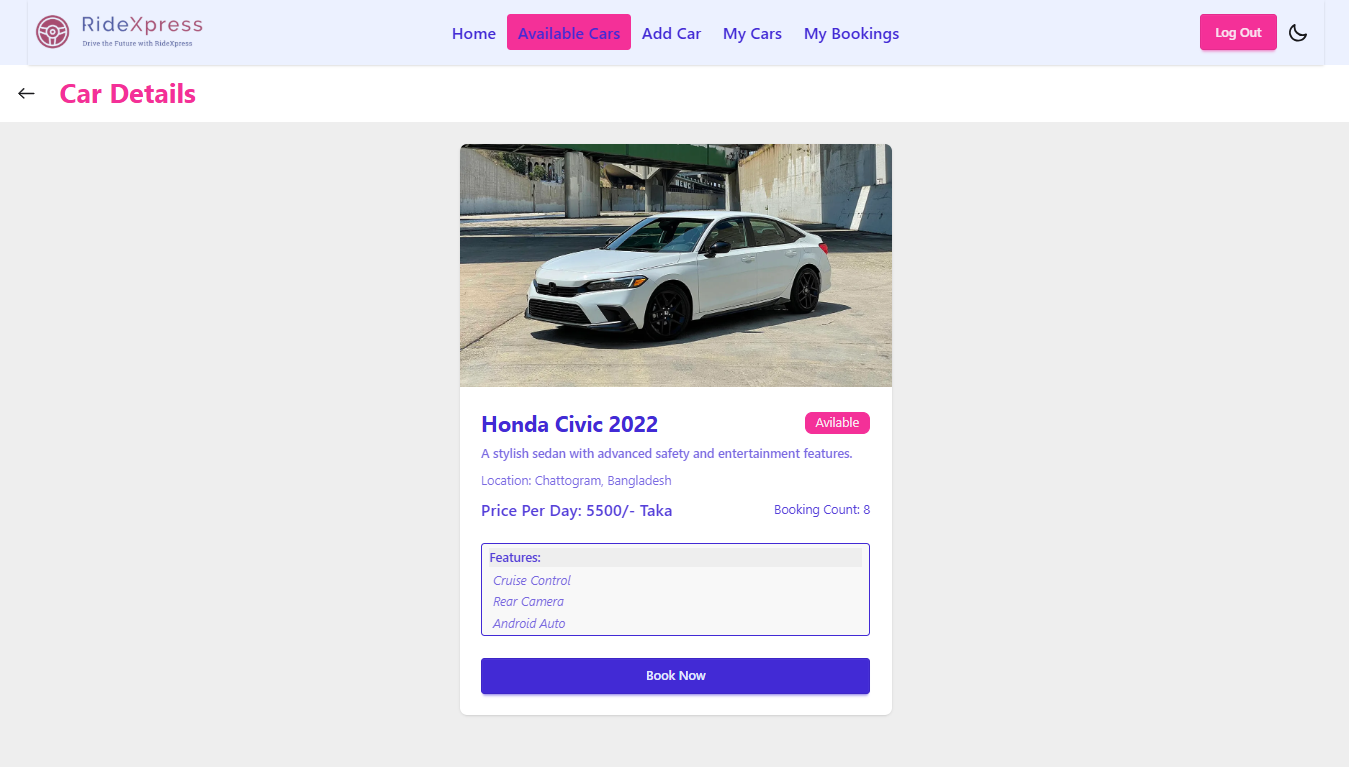 RideXpress
Drive the Future with RideXpress
Home Available Cars Add Car My Cars My Bookings
Log Out
Car Details
Honda Civic 2022
Avilable
A stylish sedan with advanced safety and entertainment features.
Location: Chattogram, Bangladesh
Price Per Day: 5500/- Taka
Booking Count: 8
Features:
Cruise Control
Rear Camera
Android Auto
Book Now